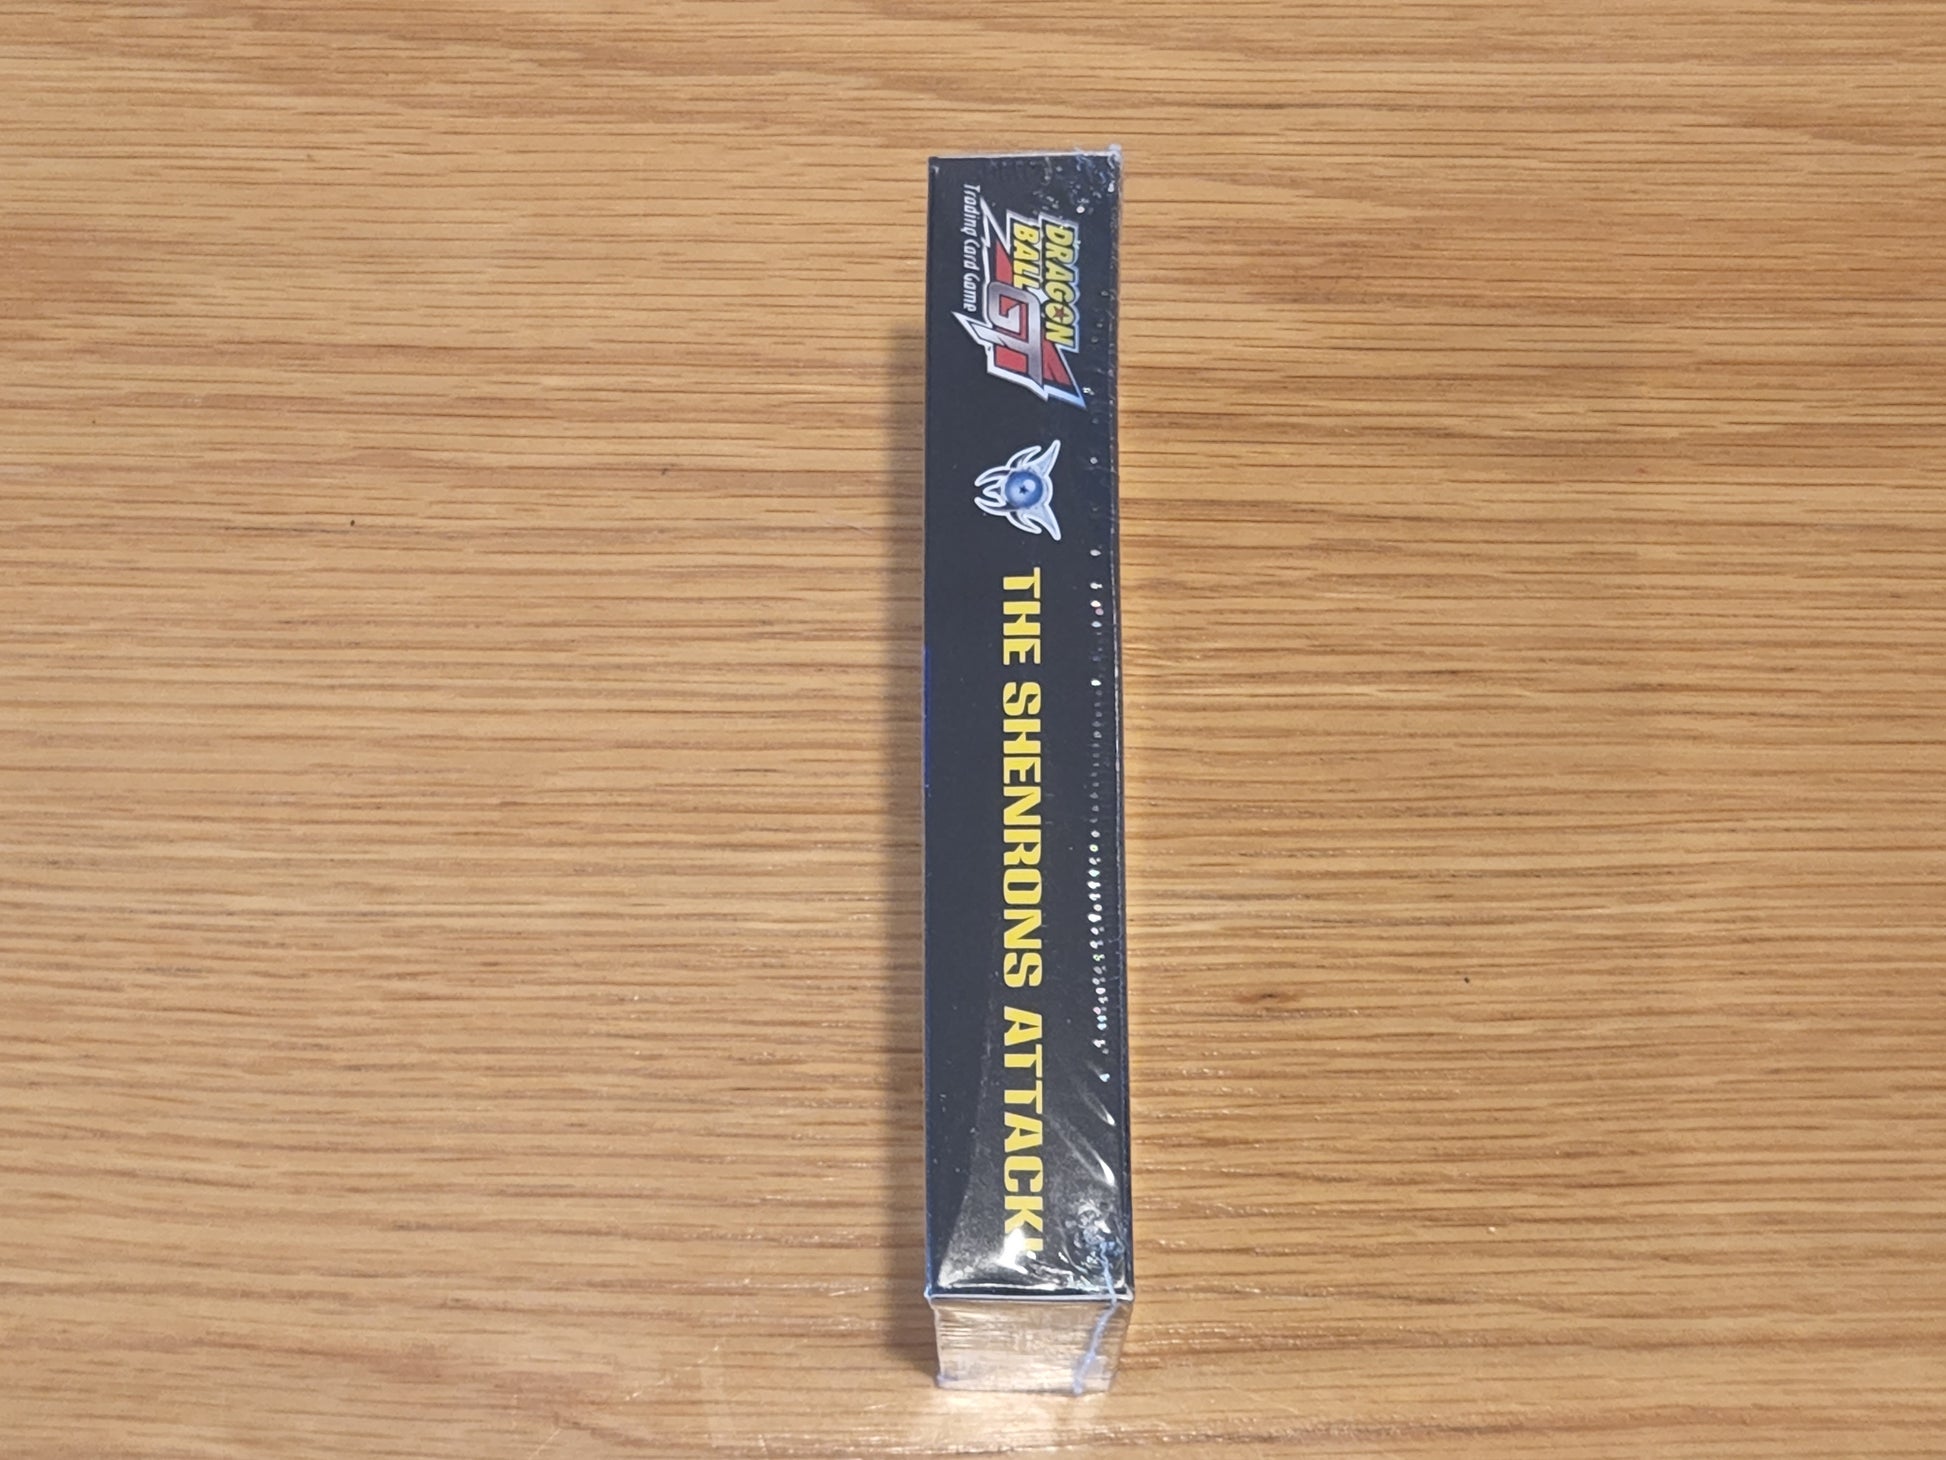 DRAGON
BALL GT
Trading Card Game
THE SHENRONS ATTACK!